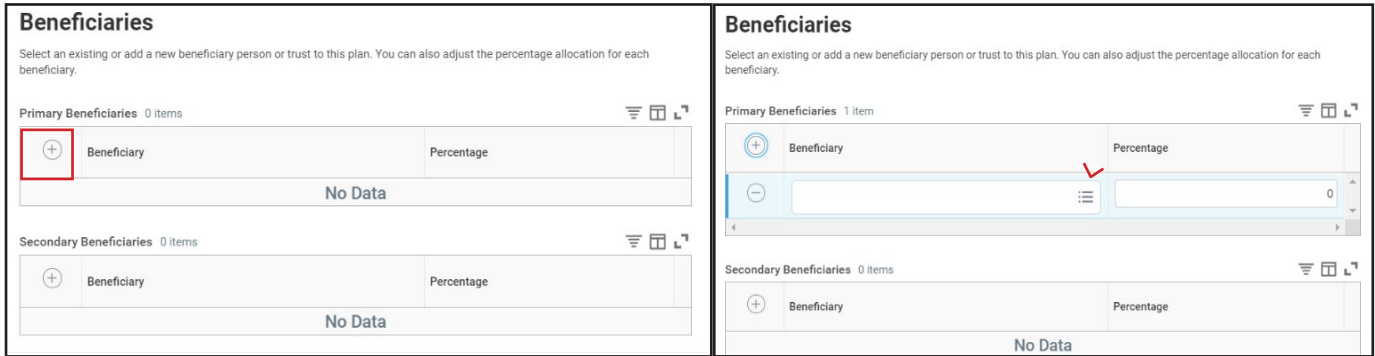 Beneficiaries
Select an existing or add a new beneficiary person or trust to this plan. You can also adjust the percentage allocation for each
beneficiary.
Primary Beneficiaries 0 items
Beneficiary Percentage
No Data
Secondary Beneficiaries 0 items
Beneficiary Percentage
No Data
Beneficiaries
Select an existing or add a new beneficiary person or trust to this plan. You can also adjust the percentage allocation for each
beneficiary.
Primary Beneficiaries 1 item
Beneficiary Percentage
0
Secondary Beneficiaries 0 items
Beneficiary Percentage
No Data